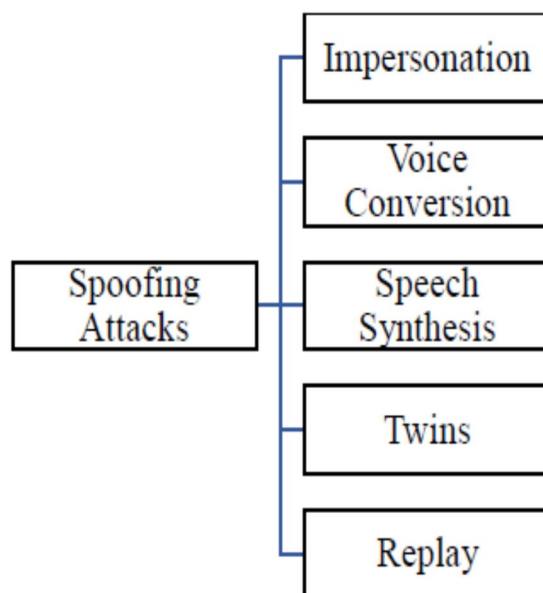 Impersonation
Voice
Conversion
Spoofing
Attacks
Speech
Synthesis
Twins
Replay